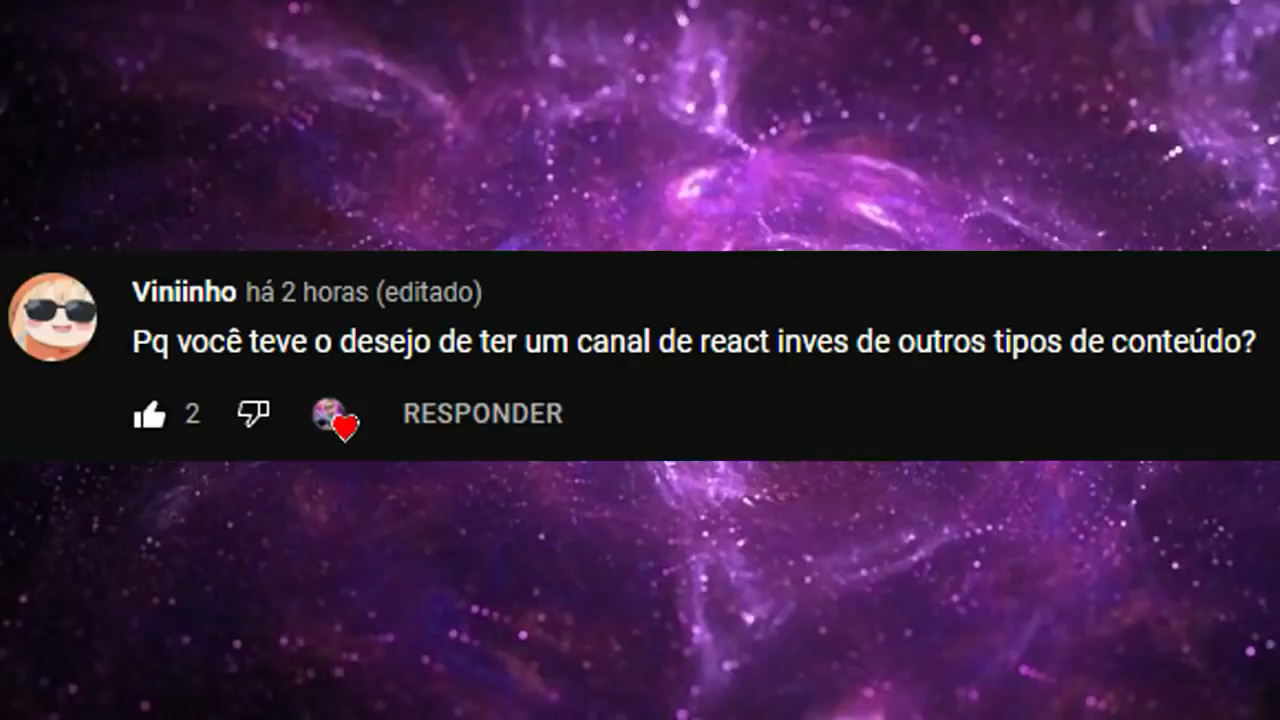 Viniinho há 2 horas (editado)
Pq você teve o desejo de ter um canal de react inves de outros tipos de conteúdo?
2 RESPONDER